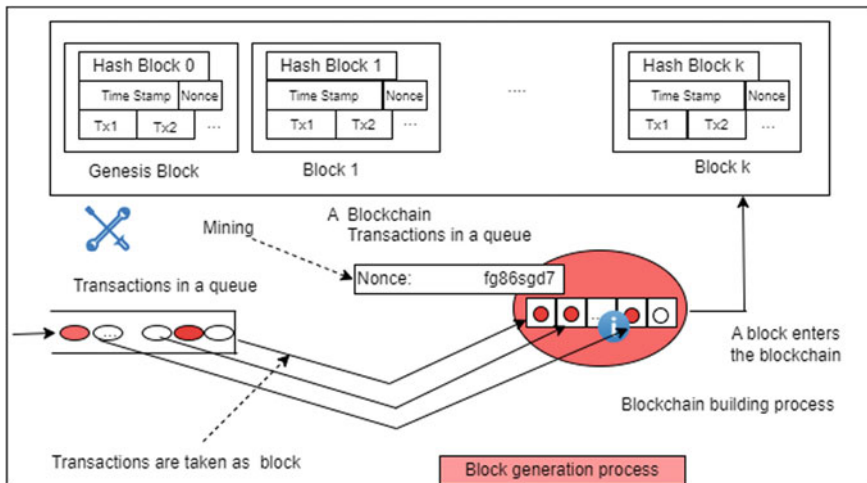 Hash Block 0
Time Stamp Nonce
Tx1 Tx2 ...
Genesis Block
Hash Block 1
Time Stamp Nonce
Tx1 Tx2 ...
Block 1
....
Hash Block k
Time Stamp Nonce
Tx1 Tx2 ...
Block k
A Blockchain
Transactions in a queue
Mining
Nonce: fg86sgd7
Transactions in a queue
...
...
i
A block enters
the blockchain
Blockchain building process
Transactions are taken as block
Block generation process